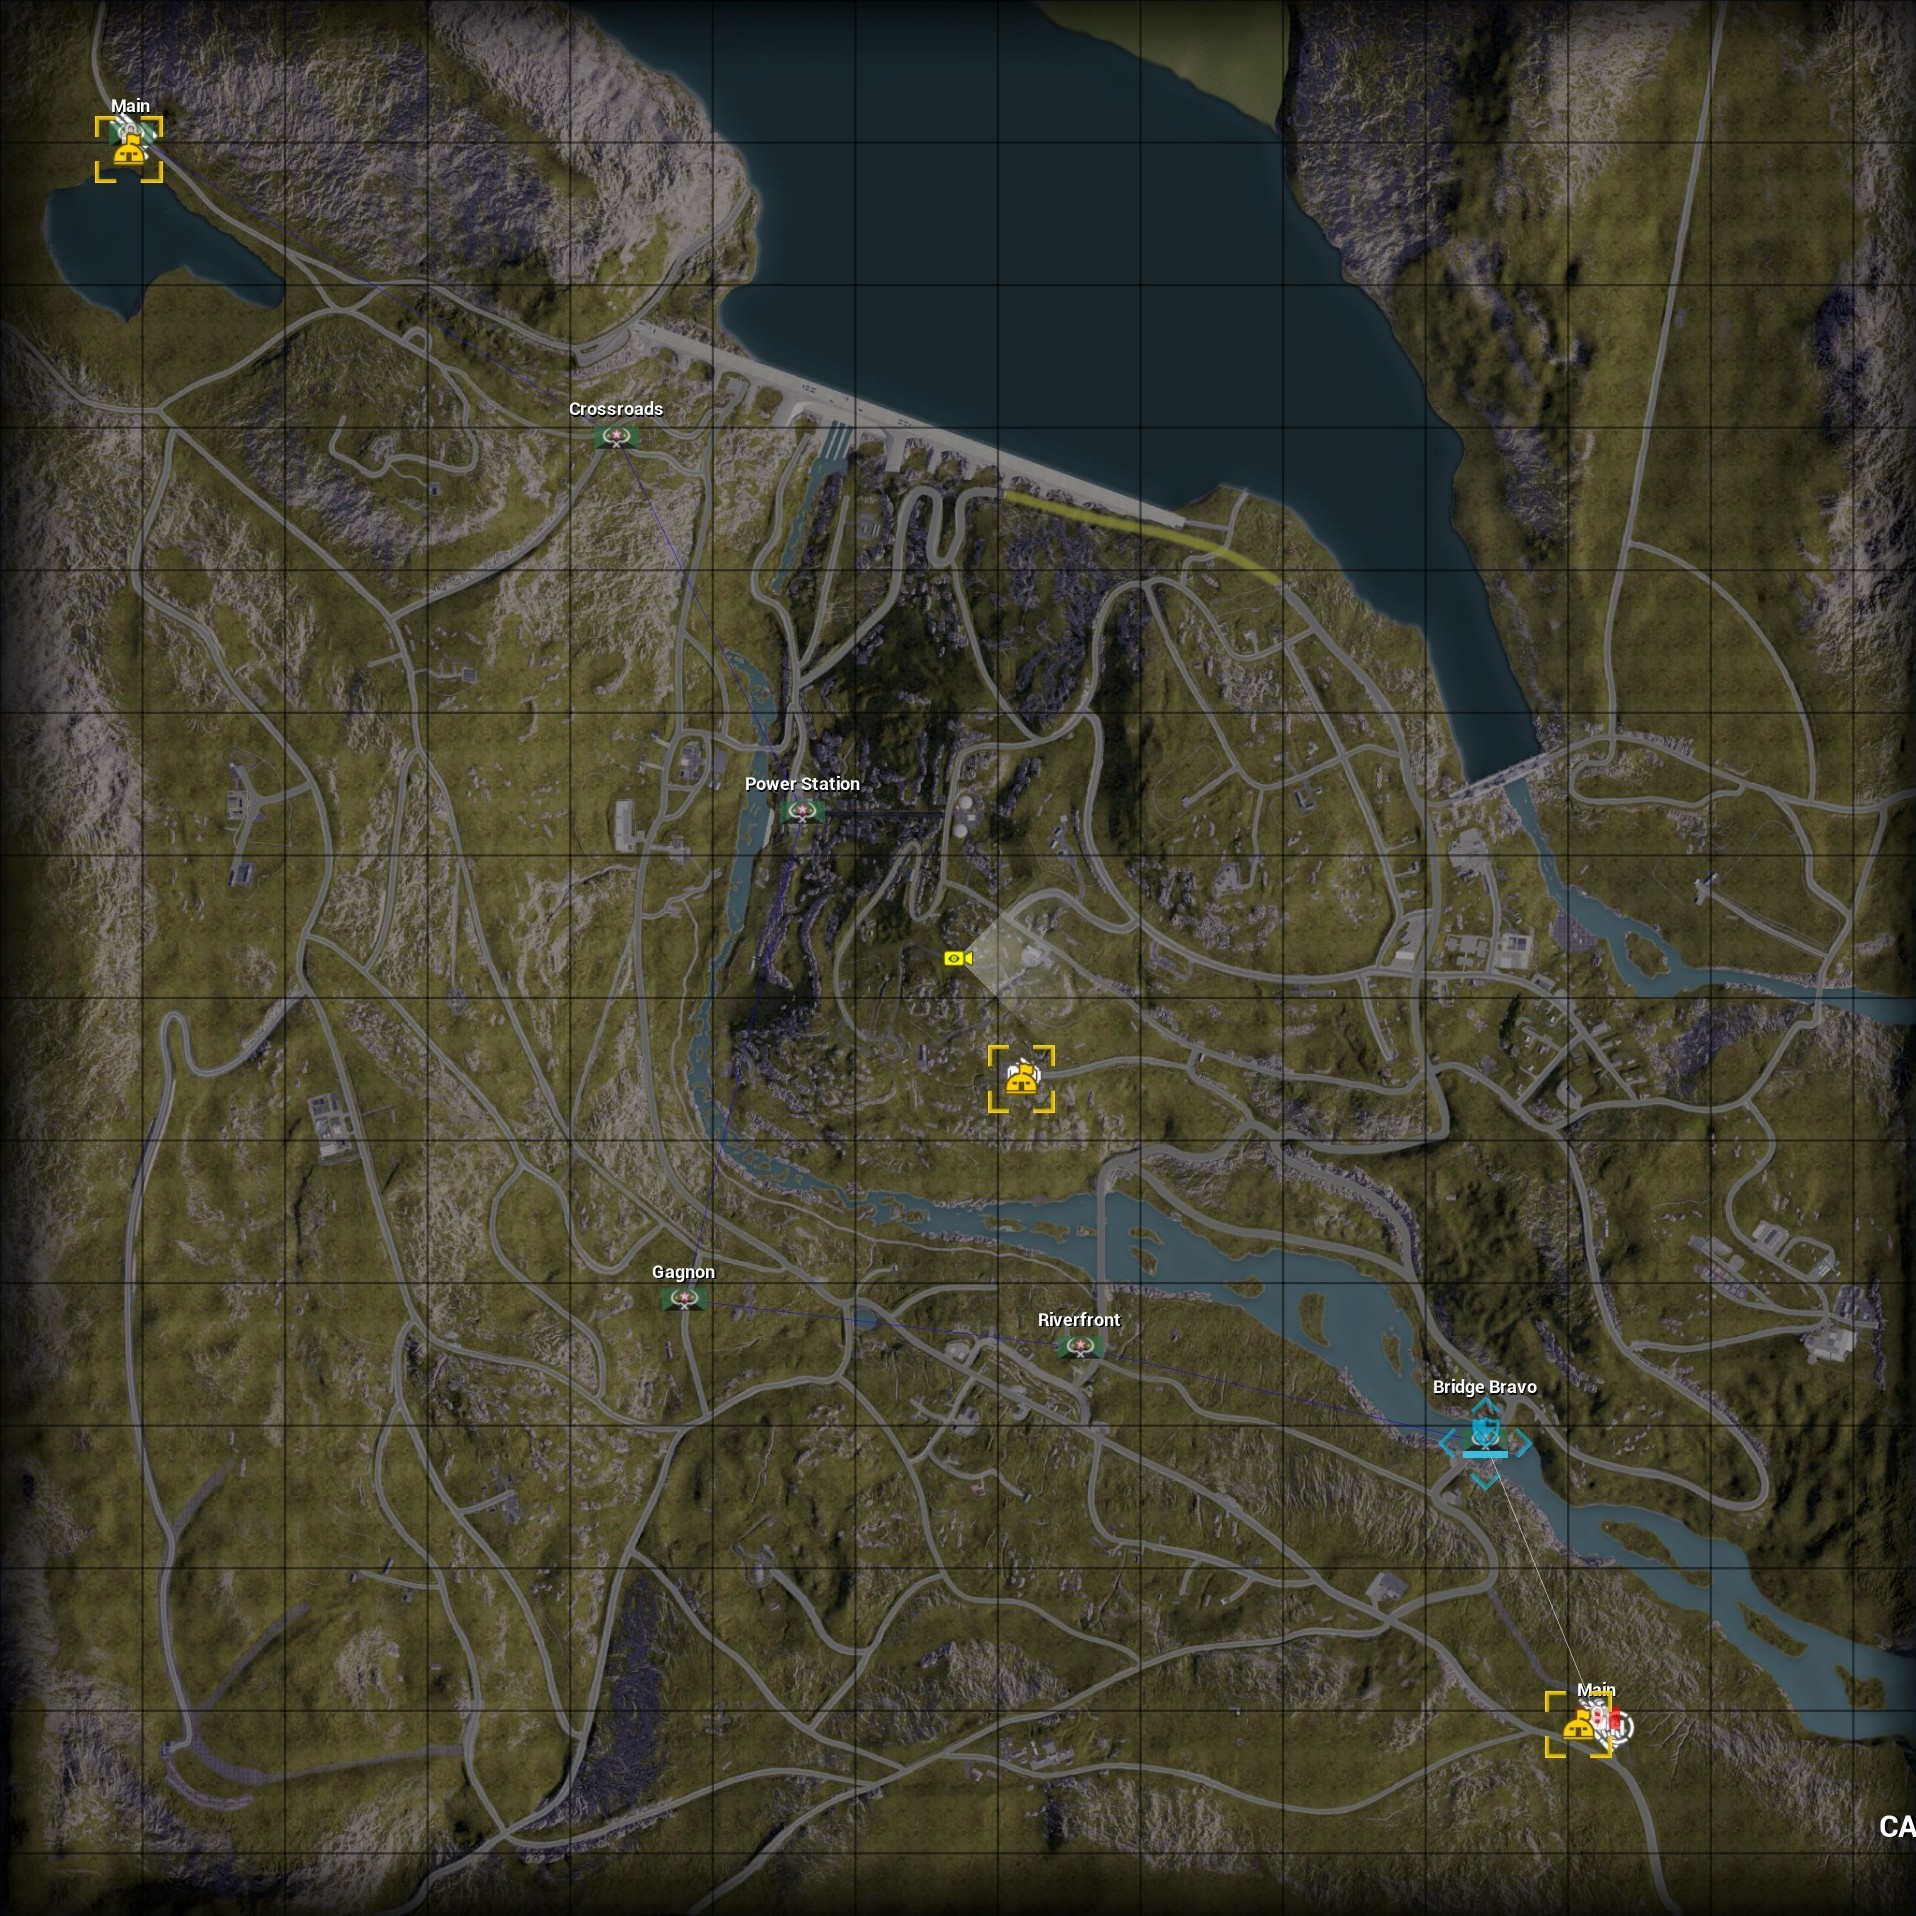 Main
Crossroads
Power Station
Gagnon
Riverfront
Bridge Bravo
Main
CA